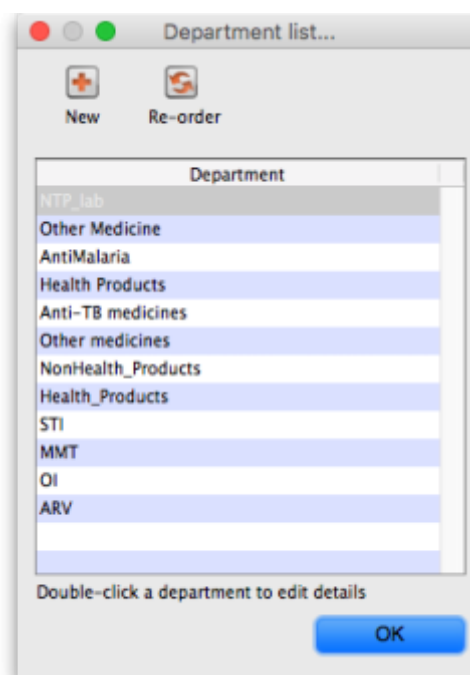 Department list...
New Re-order
Department
NTP_lab
Other Medicine
AntiMalaria
Health Products
Anti-TB medicines
Other medicines
NonHealth_Products
Health_Products
STI
MMT
OI
ARV
Double-click a department to edit details
OK